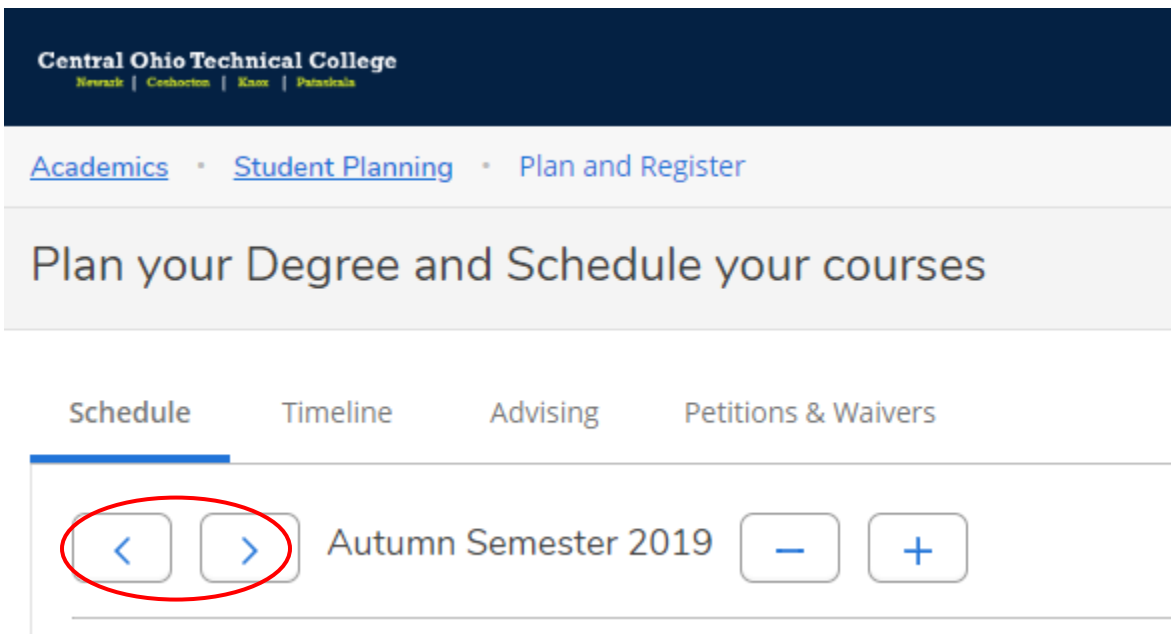 Central Ohio Technical College
Newark | Coshocton | Knox | Pataskala
Academics · Student Planning · Plan and Register
Plan your Degree and Schedule your courses
Schedule Timeline Advising Petitions & Waivers
< > Autumn Semester 2019 − +